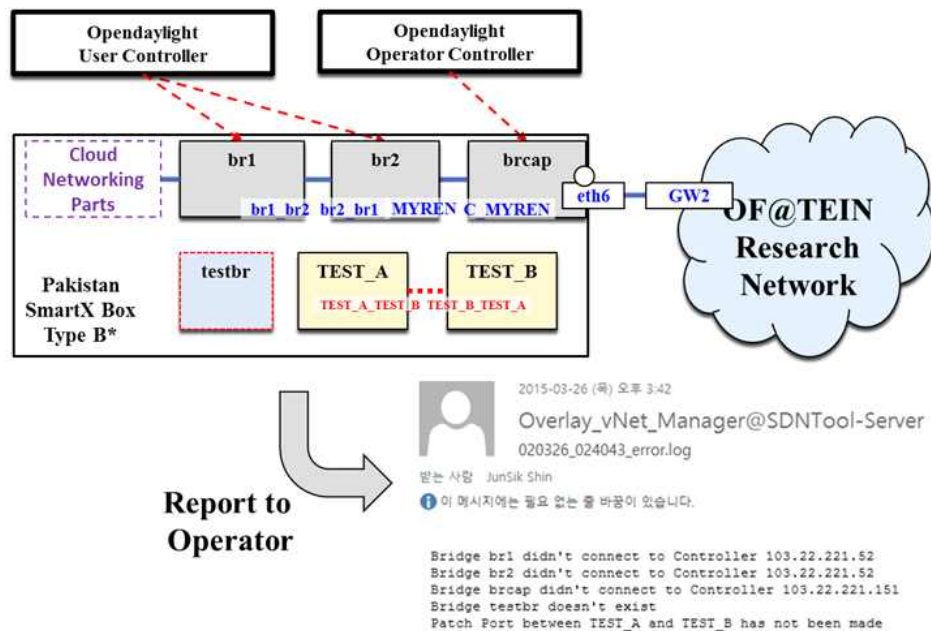 Opendaylight
User Controller
Opendaylight
Operator Controller
Cloud
Networking
Parts
br1
br2
brcap
br1_br2 br2_br1_MYREN C_MYREN
eth6
GW2
OF@TEIN
Research
Network
Pakistan
SmartX Box
Type B*
testbr
TEST_A
TEST_B
TEST_A_TEST_B TEST_B_TEST_A
Report to
Operator
2015-03-26 (목) 오후 3:42
Overlay_vNet_Manager@SDNTool-Server
020326_024043_error.log
받는 사람 JunSik Shin
이 메시지에는 필요 없는 줄 바꿈이 있습니다.
Bridge br1 didn't connect to Controller 103.22.221.52
Bridge br2 didn't connect to Controller 103.22.221.52
Bridge brcap didn't connect to Controller 103.22.221.151
Bridge testbr doesn't exist
Patch Port between TEST_A and TEST_B has not been made